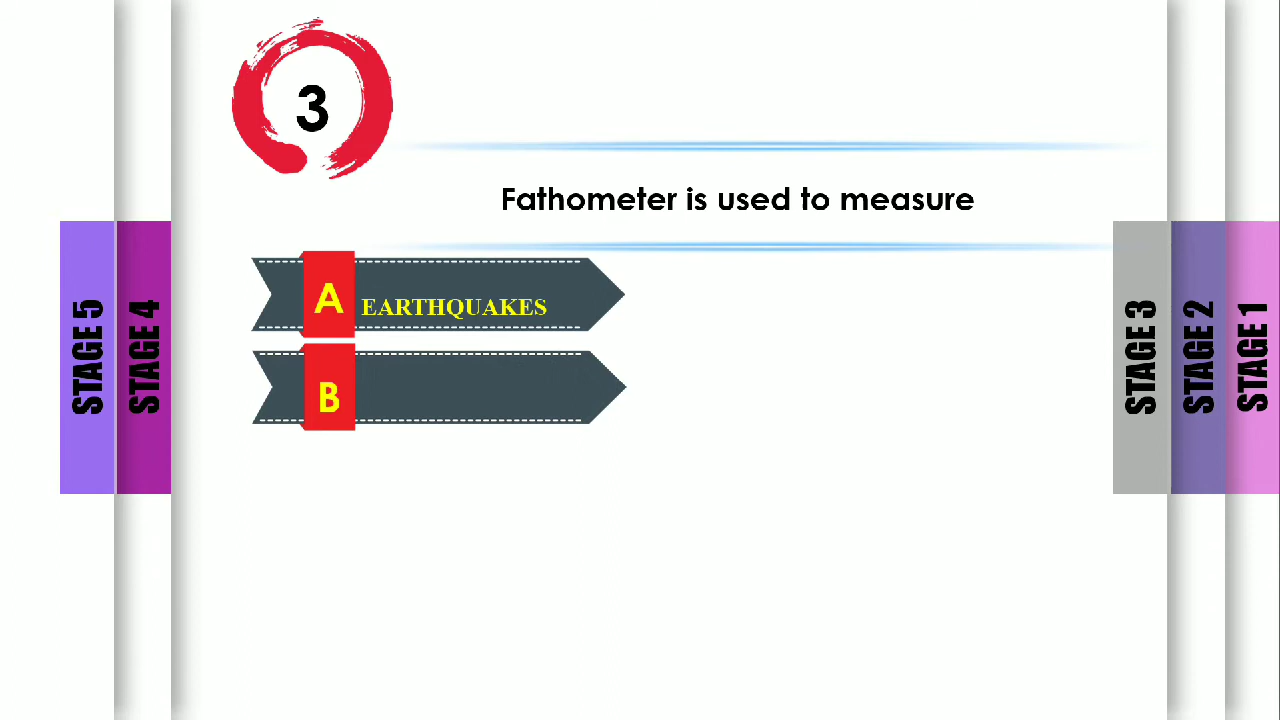 3
Fathometer is used to measure
A EARTHQUAKES
B
STAGE 5
STAGE 4
STAGE 3
STAGE 2
STAGE 1